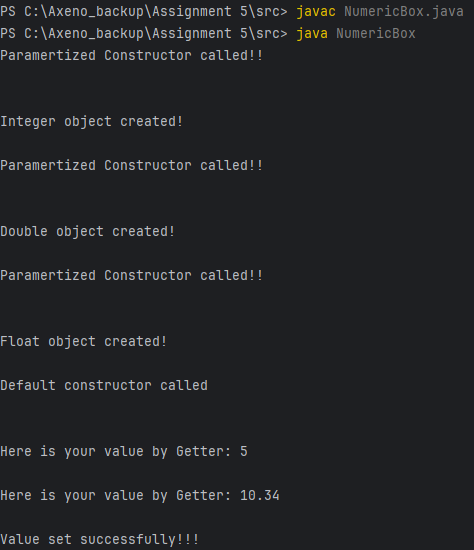 PS C:\Axeno_backup\Assignment 5\src> javac NumericBox.java
PS C:\Axeno_backup\Assignment 5\src> java NumericBox
Paramertized Constructor called!!
Integer object created!
Paramertized Constructor called!!
Double object created!
Paramertized Constructor called!!
Float object created!
Default constructor called
Here is your value by Getter: 5
Here is your value by Getter: 10.34
Value set successfully!!!